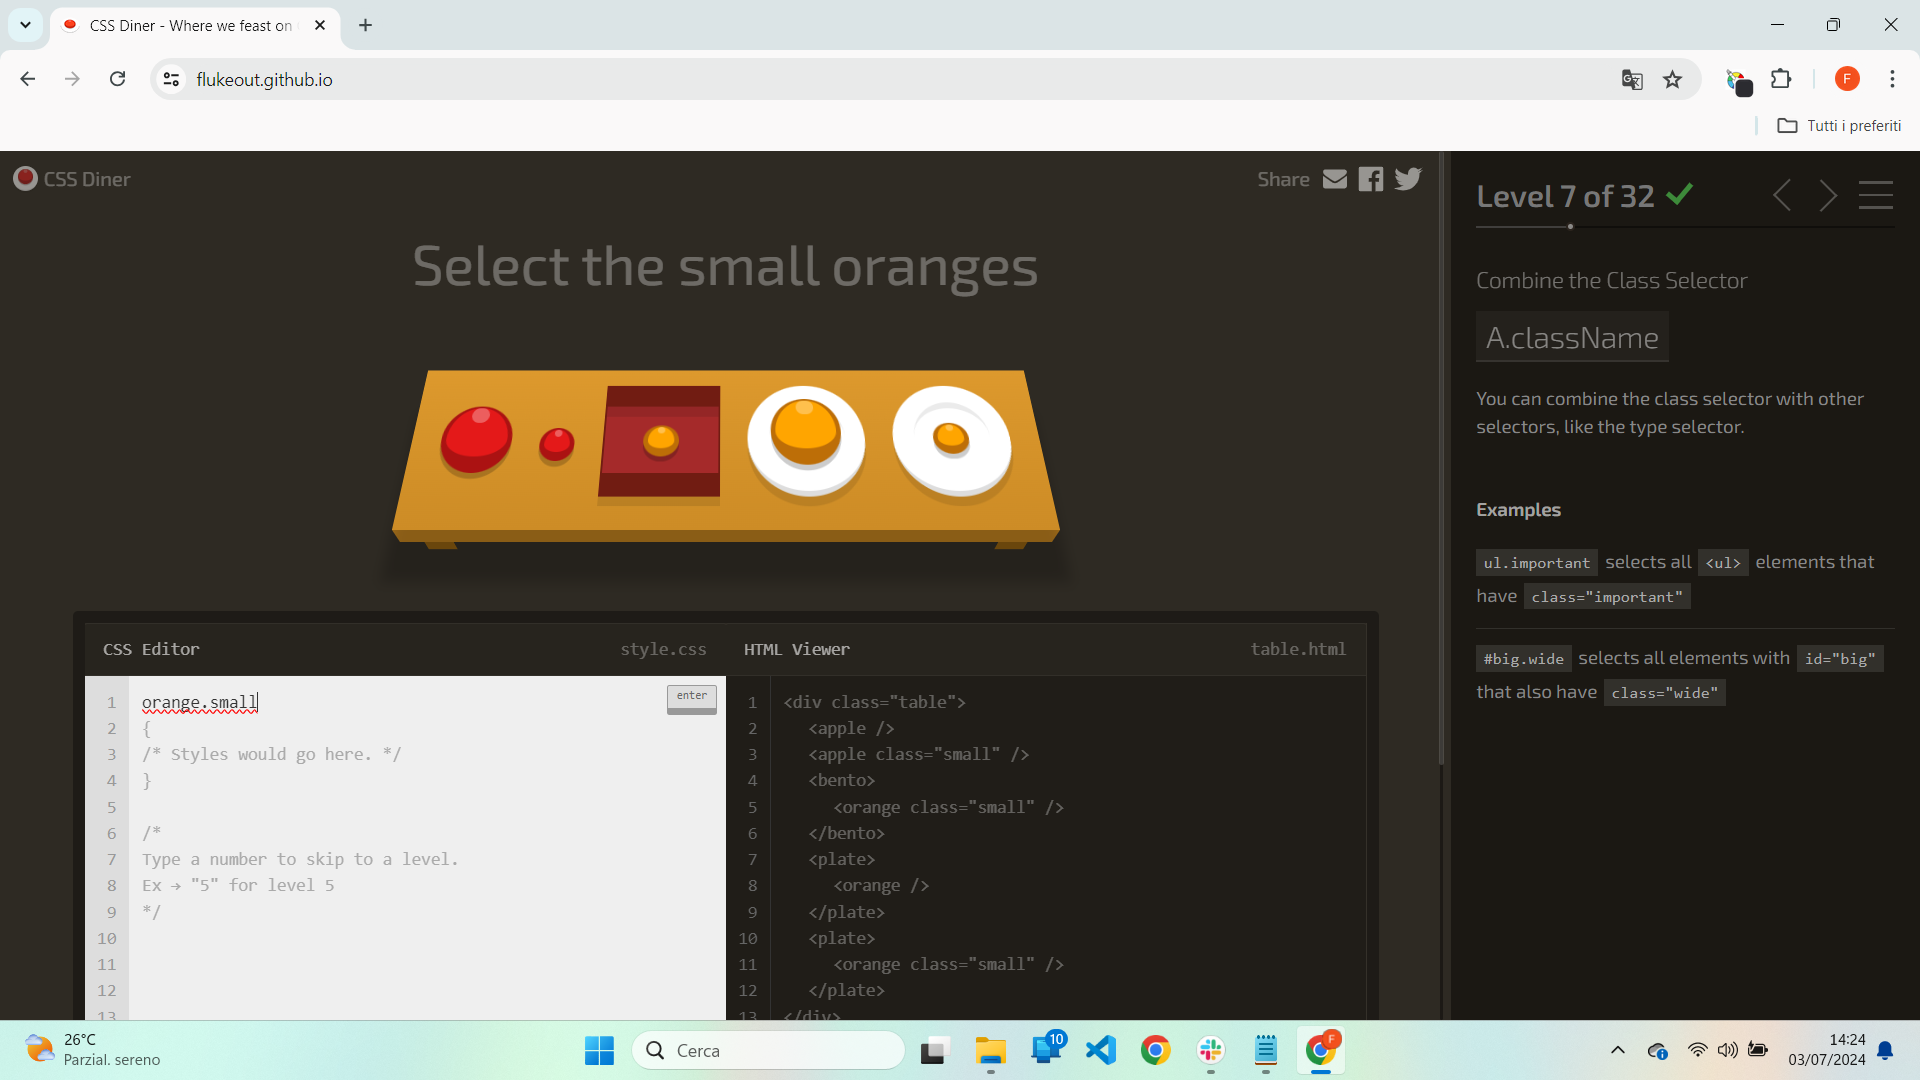 CSS Diner - Where we feast on
flukeout.github.io
F
Tutti i preferiti
CSS Diner
Share
Select the small oranges
Level 7 of 32
Combine the Class Selector
A.className
You can combine the class selector with other
selectors, like the type selector.
Examples
ul.important selects all <ul> elements that
have class="important"
#big.wide selects all elements with id="big"
that also have class="wide"
CSS Editor
style.css
1 orange.small
enter
2 {
3 /* Styles would go here. */
4 }
5
6 /*
7 Type a number to skip to a level.
8 Ex → "5" for level 5
9 */
10
11
12
13
HTML Viewer
table.html
1 <div class="table">
2 <apple />
3 <apple class="small" />
4 <bento>
5 <orange class="small" />
6 </bento>
7 <plate>
8 <orange />
9 </plate>
10 <plate>
11 <orange class="small" />
12 </plate>
13 </div>
26°C
Parzial. sereno
Cerca
10
F
14:24
03/07/2024